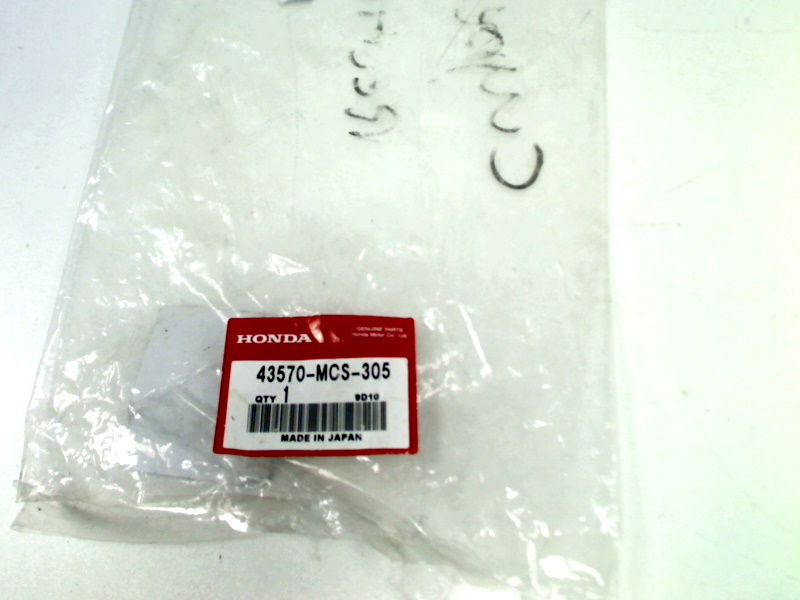 HONDA
GENUINE PARTS
Honda Motor Co., Ltd.
43570-MCS-305
QTY 1
9D10
MADE IN JAPAN